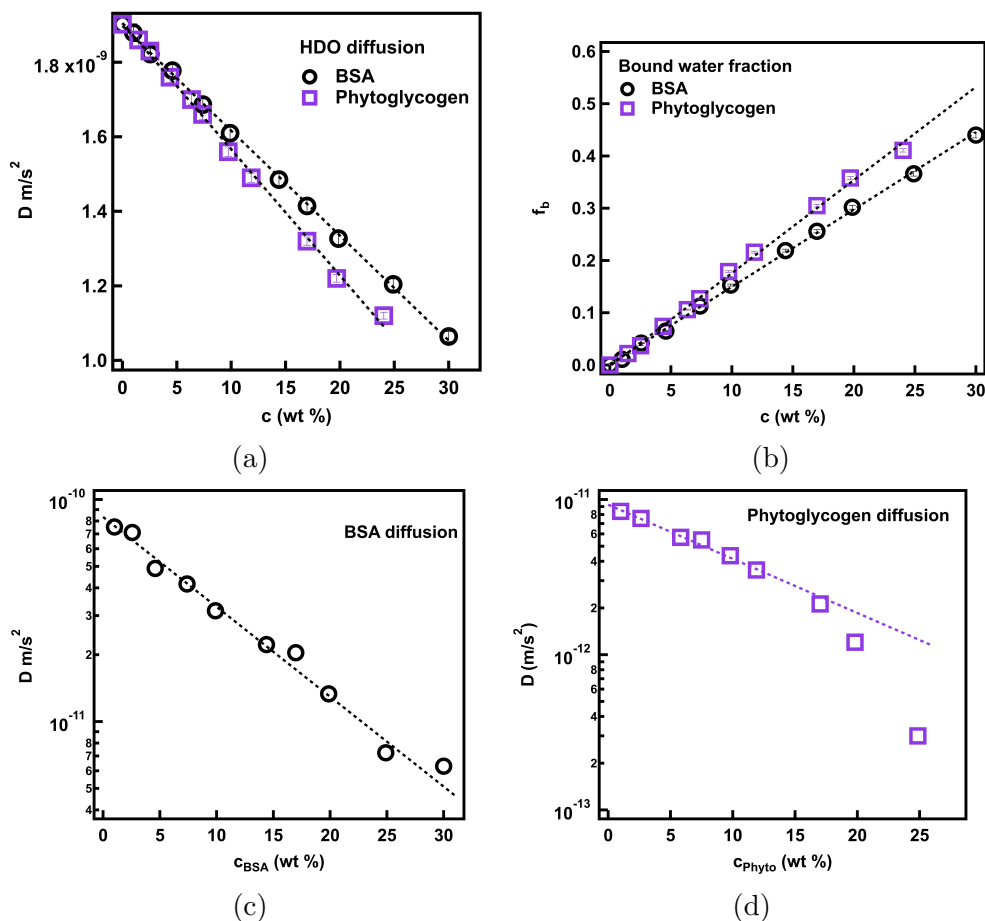 HDO diffusion
BSA
Phytoglycogen
1.8 x10⁻⁹
1.6
1.4
1.2
1.0
D m/s²
0 5 10 15 20 25 30
c (wt %)
(a)
Bound water fraction
BSA
Phytoglycogen
0.6
0.5
0.4
0.3
0.2
0.1
0.0
f_b
0 5 10 15 20 25 30
c (wt %)
(b)
BSA diffusion
10⁻¹⁰
8
6
4
2
10⁻¹¹
8
7
6
5
4
D m/s²
0 5 10 15 20 25 30
c_BSA (wt %)
(c)
Phytoglycogen diffusion
10⁻¹¹
8
6
4
2
10⁻¹²
8
6
4
2
10⁻¹³
D (m/s²)
0 5 10 15 20 25
c_Phyto (wt %)
(d)